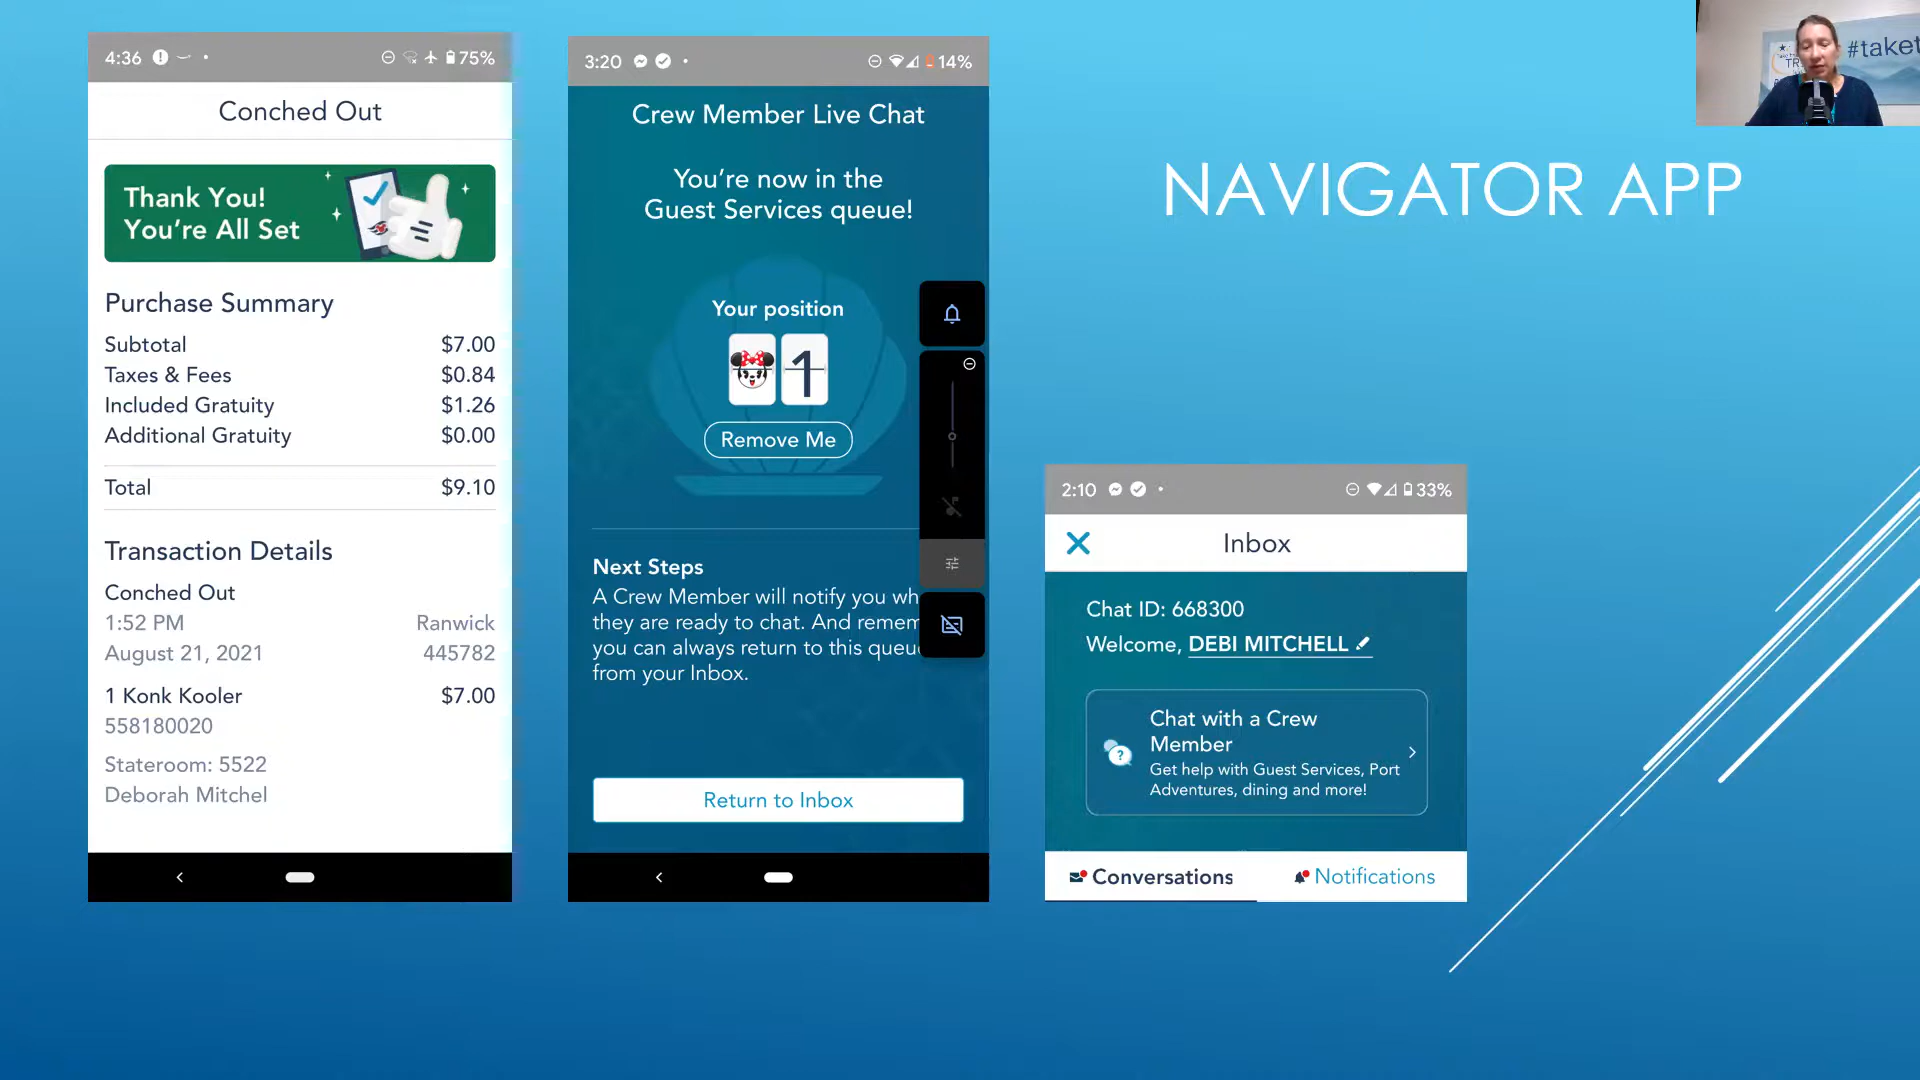 #taket
NAVIGATOR APP
4:36
75%
Conched Out
Thank You!
You're All Set
Purchase Summary
Subtotal $7.00
Taxes & Fees $0.84
Included Gratuity $1.26
Additional Gratuity $0.00
Total $9.10
Transaction Details
Conched Out
1:52 PM Ranwick
August 21, 2021 445782
1 Konk Kooler $7.00
558180020
Stateroom: 5522
Deborah Mitchel
3:20
14%
Crew Member Live Chat
You're now in the
Guest Services queue!
Your position
1
Remove Me
Next Steps
A Crew Member will notify you wh
they are ready to chat. And remem
you can always return to this queu
from your Inbox.
Return to Inbox
2:10
33%
Inbox
Chat ID: 668300
Welcome, DEBI MITCHELL
Chat with a Crew
Member
Get help with Guest Services, Port
Adventures, dining and more!
Conversations
Notifications